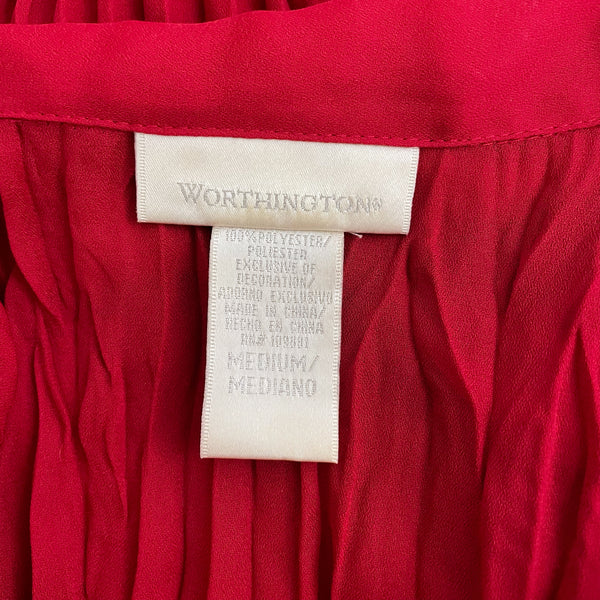 WORTHINGTON®
100% POLYESTER/
POLIESTER
EXCLUSIVE OF
DECORATION/
ADORNO EXCLUSIVO
MADE IN CHINA/
HECHO EN CHINA
RN# 109881
MEDIUM/
MEDIANO